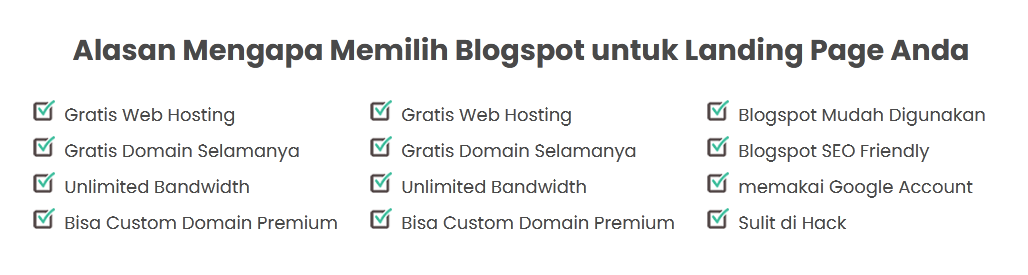 Alasan Mengapa Memilih Blogspot untuk Landing Page Anda
Gratis Web Hosting
Gratis Domain Selamanya
Unlimited Bandwidth
Bisa Custom Domain Premium
Gratis Web Hosting
Gratis Domain Selamanya
Unlimited Bandwidth
Bisa Custom Domain Premium
Blogspot Mudah Digunakan
Blogspot SEO Friendly
memakai Google Account
Sulit di Hack